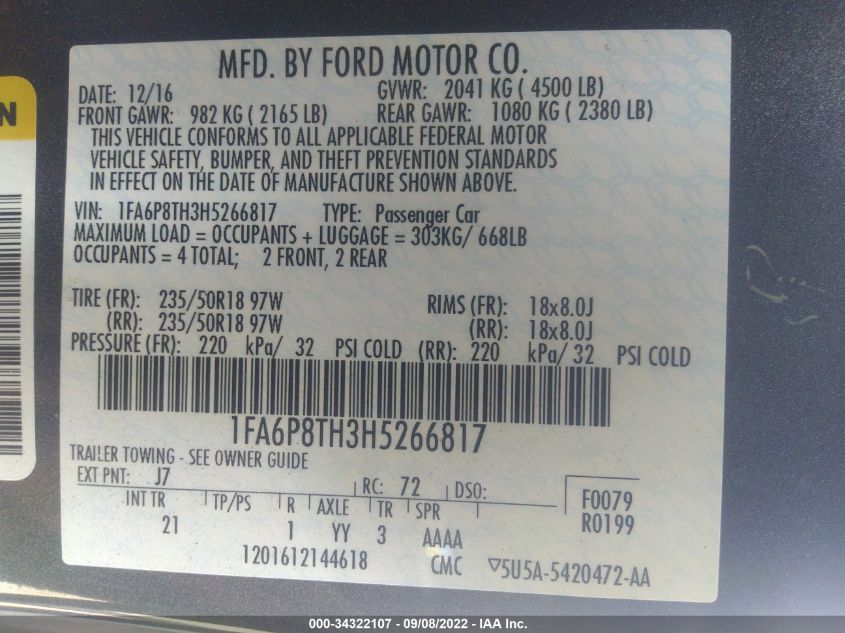 MFD. BY FORD MOTOR CO.
DATE: 12/16 GVWR: 2041 KG ( 4500 LB)
FRONT GAWR: 982 KG ( 2165 LB) REAR GAWR: 1080 KG ( 2380 LB)
THIS VEHICLE CONFORMS TO ALL APPLICABLE FEDERAL MOTOR
VEHICLE SAFETY, BUMPER, AND THEFT PREVENTION STANDARDS
IN EFFECT ON THE DATE OF MANUFACTURE SHOWN ABOVE.
VIN: 1FA6P8TH3H5266817 TYPE: Passenger Car
MAXIMUM LOAD = OCCUPANTS + LUGGAGE = 303KG/ 668LB
OCCUPANTS = 4 TOTAL; 2 FRONT, 2 REAR
TIRE (FR): 235/50R18 97W RIMS (FR): 18x8.0J
(RR): 235/50R18 97W (RR): 18x8.0J
PRESSURE (FR): 220 kPa/ 32 PSI COLD (RR): 220 kPa/ 32 PSI COLD
1FA6P8TH3H5266817
TRAILER TOWING - SEE OWNER GUIDE
EXT PNT: J7 RC: 72 DSO:
INT TR TP/PS R AXLE TR SPR F0079
21 1 YY 3 AAAA R0199
1201612144618 CMC ▽5U5A-5420472-AA
N
000-34322107 - 09/08/2022 - IAA Inc.